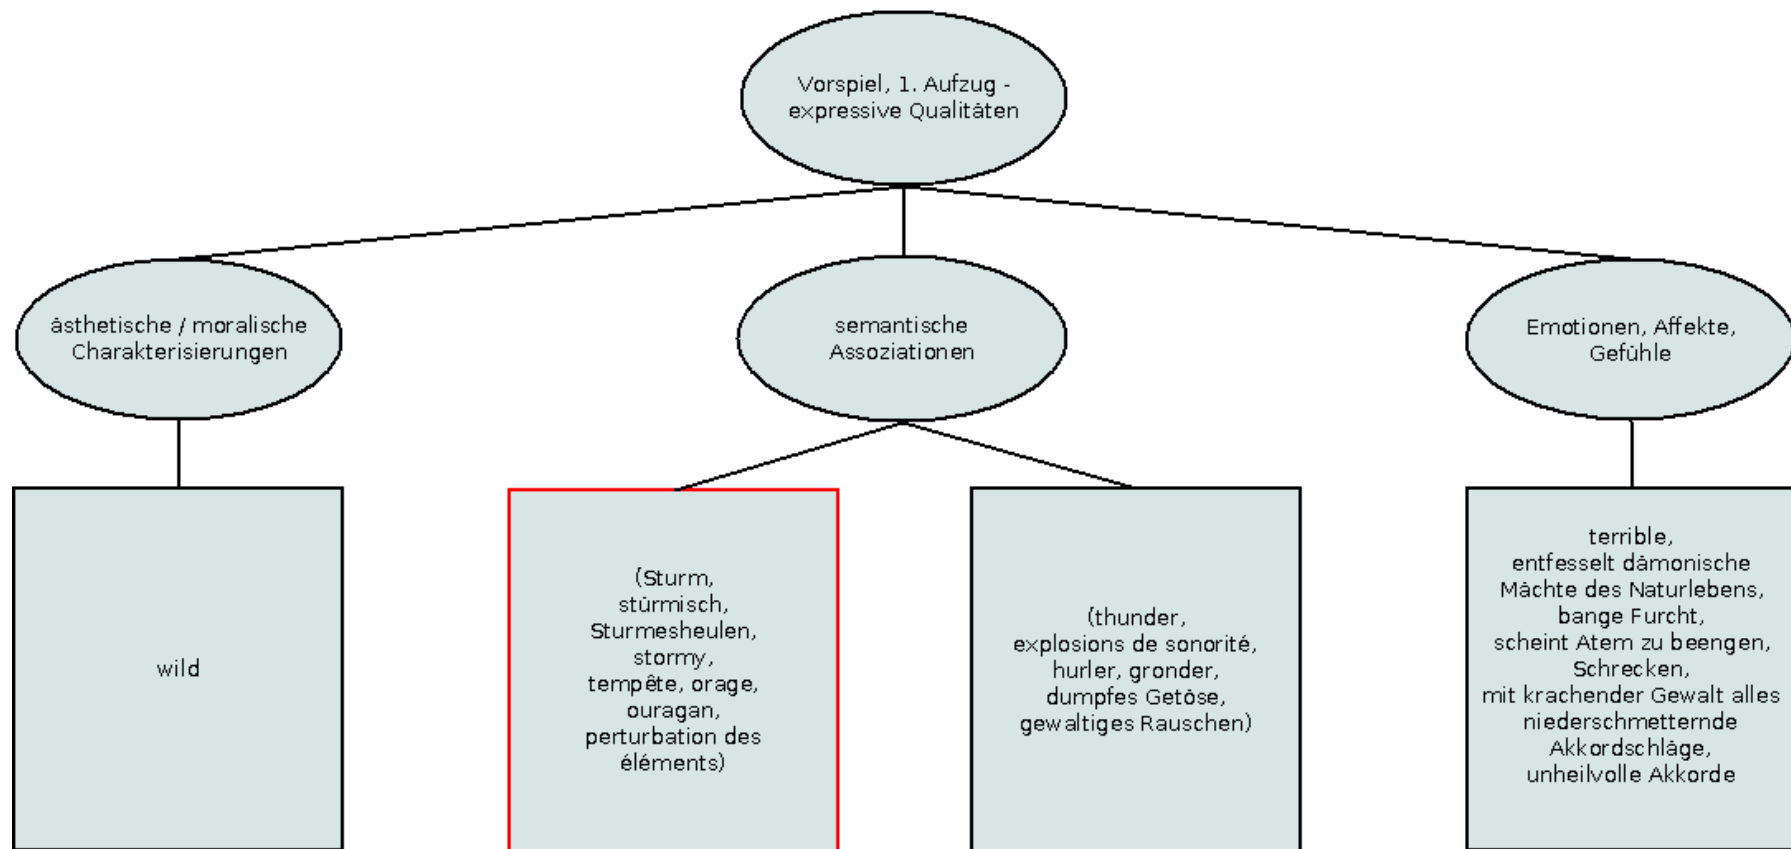 Vorspiel, 1. Aufzug -
expressive Qualitäten
ästhetische / moralische
Charakterisierungen
semantische
Assoziationen
Emotionen, Affekte,
Gefühle
wild
(Sturm,
stürmisch,
Sturmesheulen,
stormy,
tempête, orage,
ouragan,
perturbation des
éléments)
(thunder,
explosions de sonorité,
hurler, gronder,
dumpfes Getöse,
gewaltiges Rauschen)
terrible,
entfesselt dämonische
Mächte des Naturlebens,
bange Furcht,
scheint Atem zu beengen,
Schrecken,
mit krachender Gewalt alles
niederschmetternde
Akkordschläge,
unheilvolle Akkorde